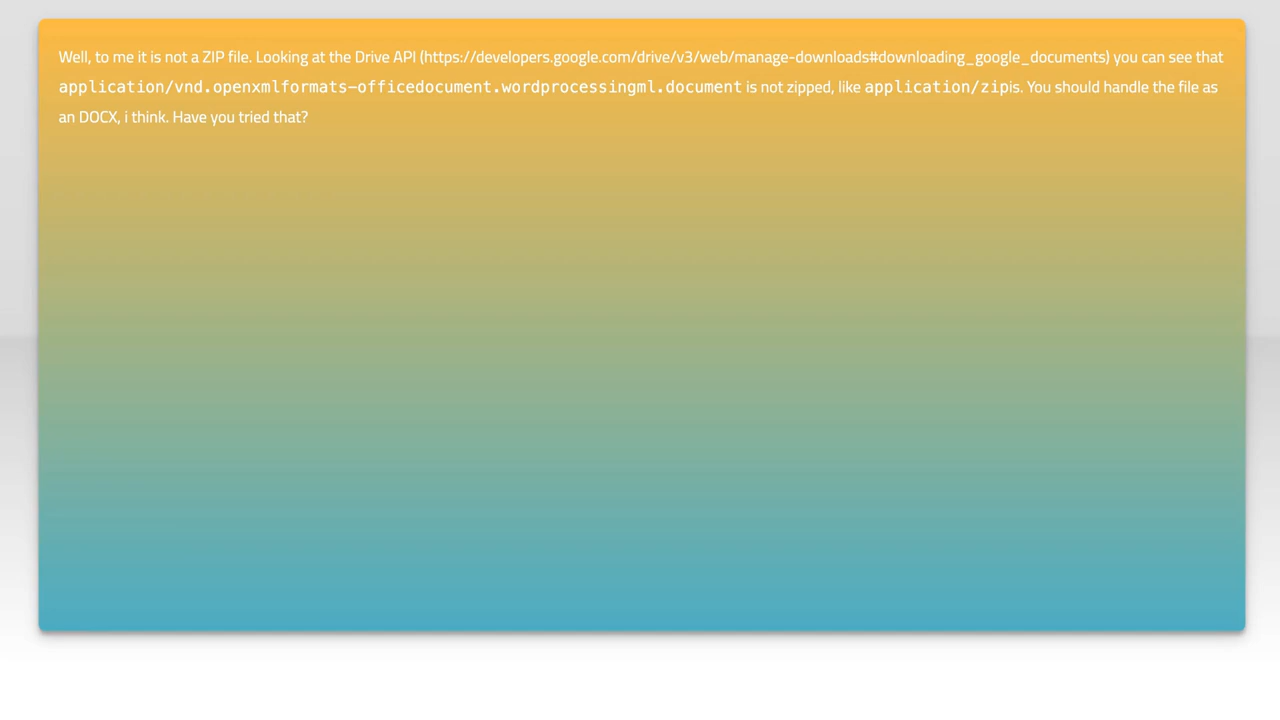 Well, to me it is not a ZIP file. Looking at the Drive API (https://developers.google.com/drive/v3/web/manage-downloads#downloading_google_documents) you can see that
application/vnd.openxmlformats-officedocument.wordprocessingml.document is not zipped, like application/zipis. You should handle the file as
an DOCX, i think. Have you tried that?